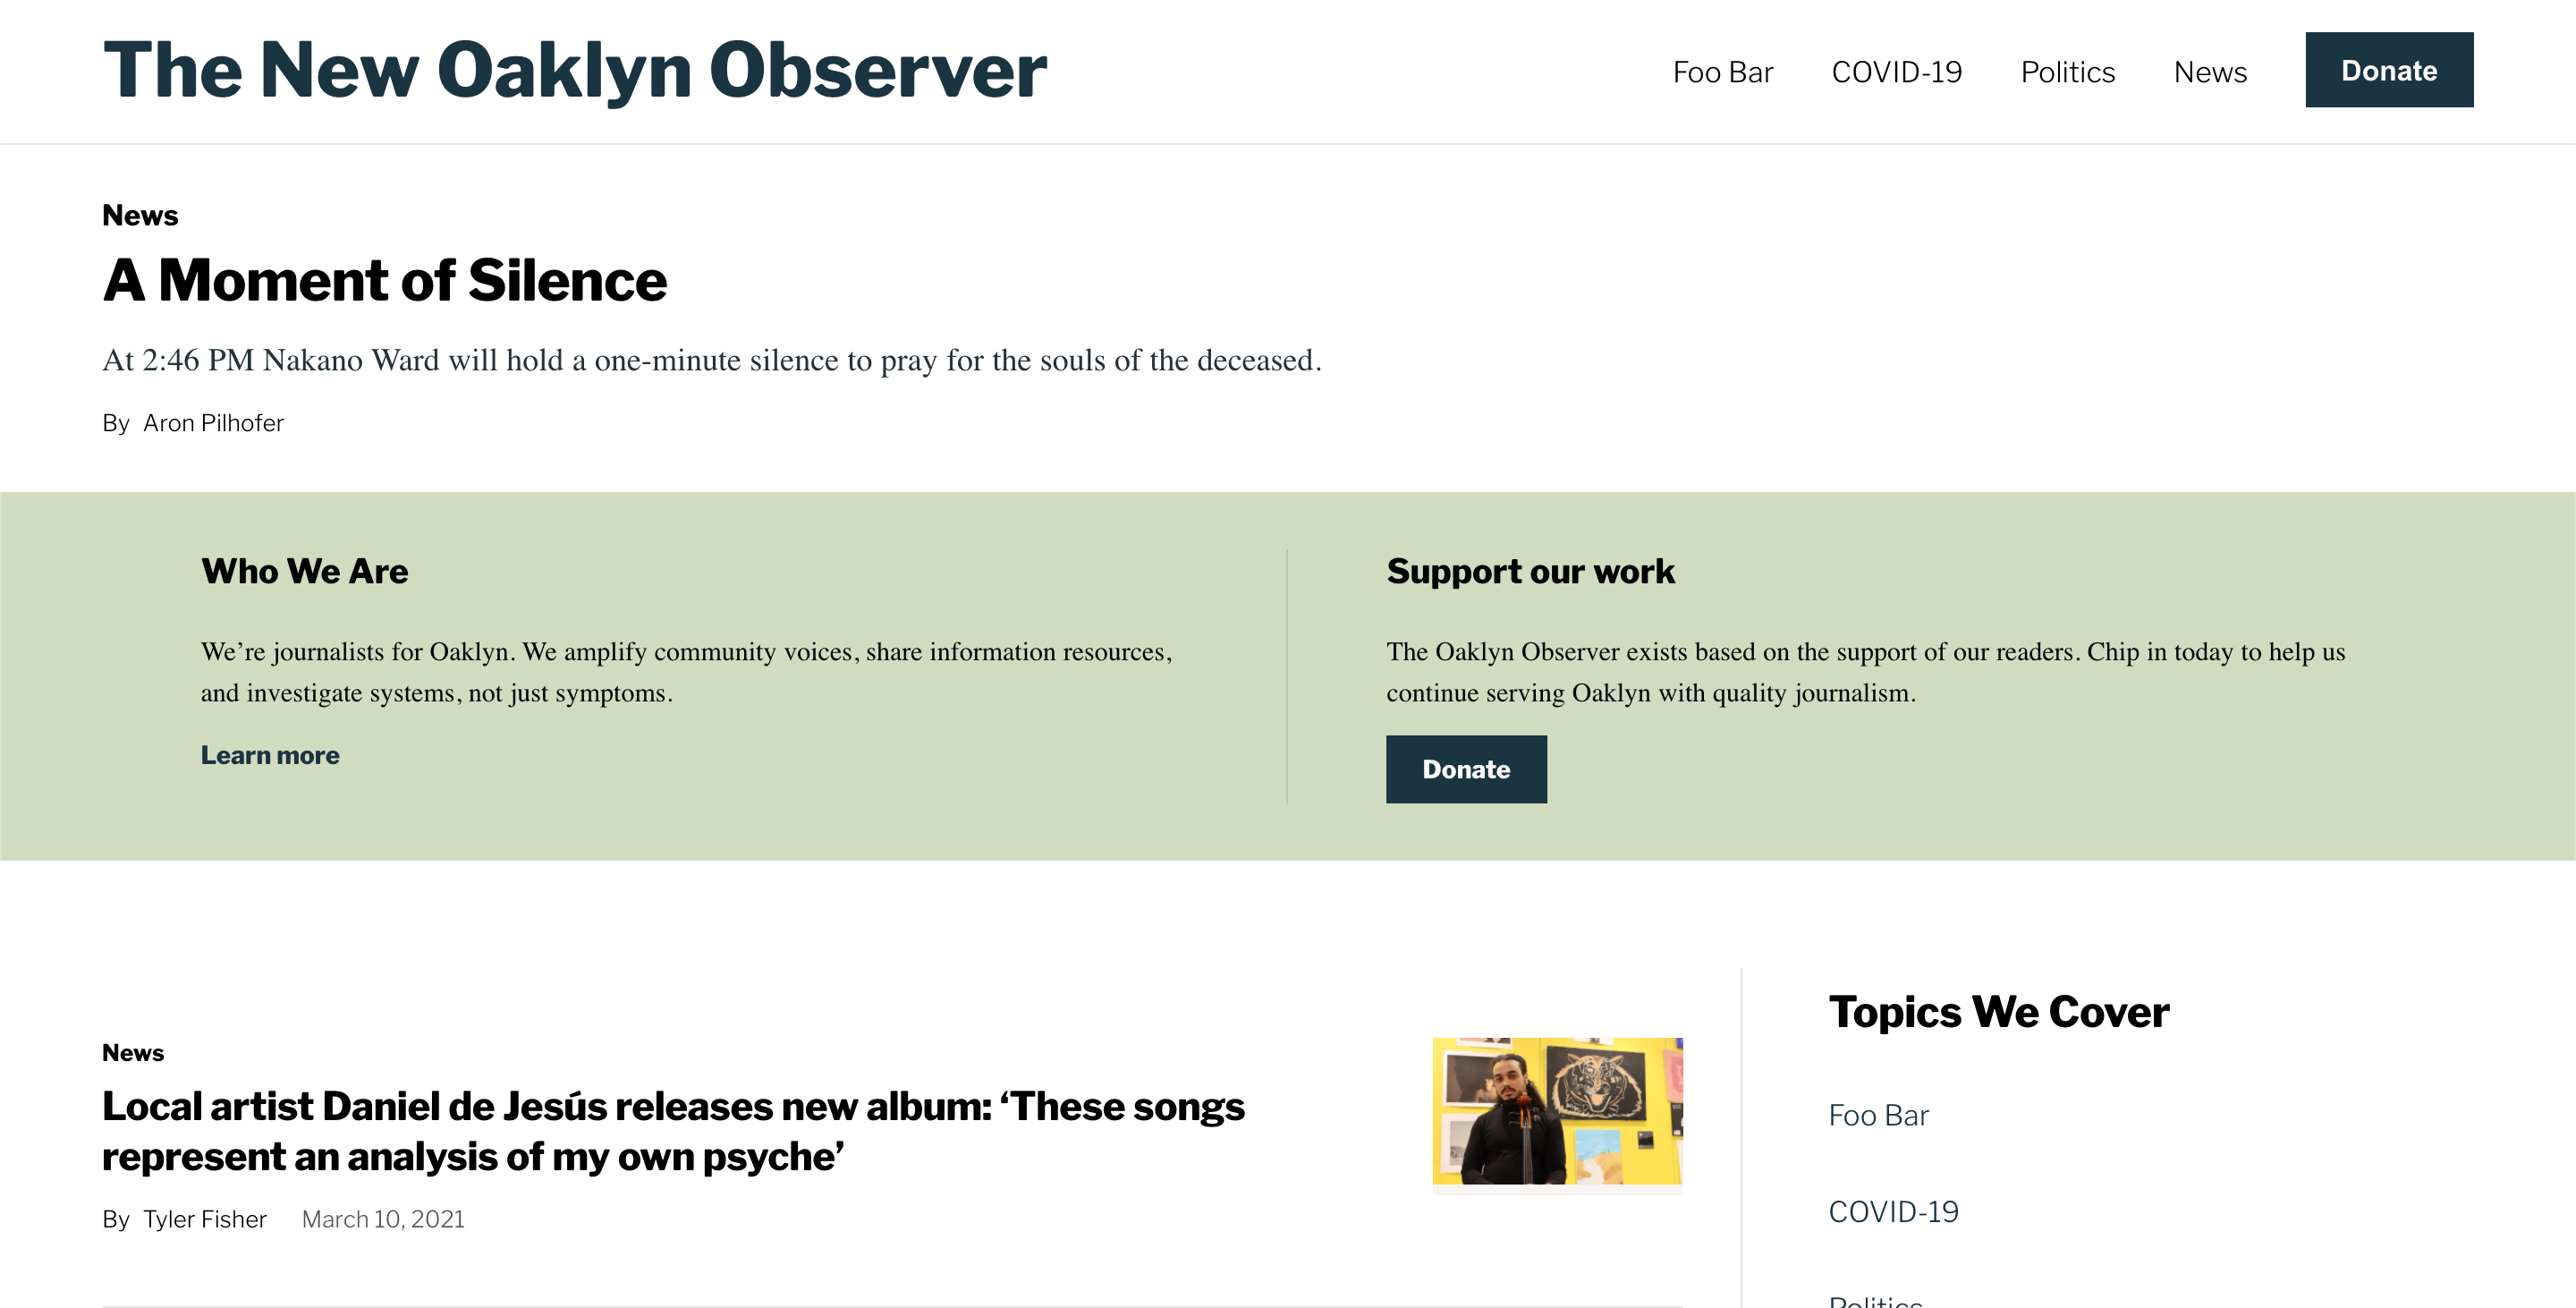 The New Oaklyn Observer
Foo Bar
COVID-19
Politics
News
Donate
News
A Moment of Silence
At 2:46 PM Nakano Ward will hold a one-minute silence to pray for the souls of the deceased.
By Aron Pilhofer
Who We Are
We’re journalists for Oaklyn. We amplify community voices, share information resources,
and investigate systems, not just symptoms.
Learn more
Support our work
The Oaklyn Observer exists based on the support of our readers. Chip in today to help us
continue serving Oaklyn with quality journalism.
Donate
News
Local artist Daniel de Jesús releases new album: ‘These songs
represent an analysis of my own psyche’
By Tyler Fisher March 10, 2021
Topics We Cover
Foo Bar
COVID-19
Politics